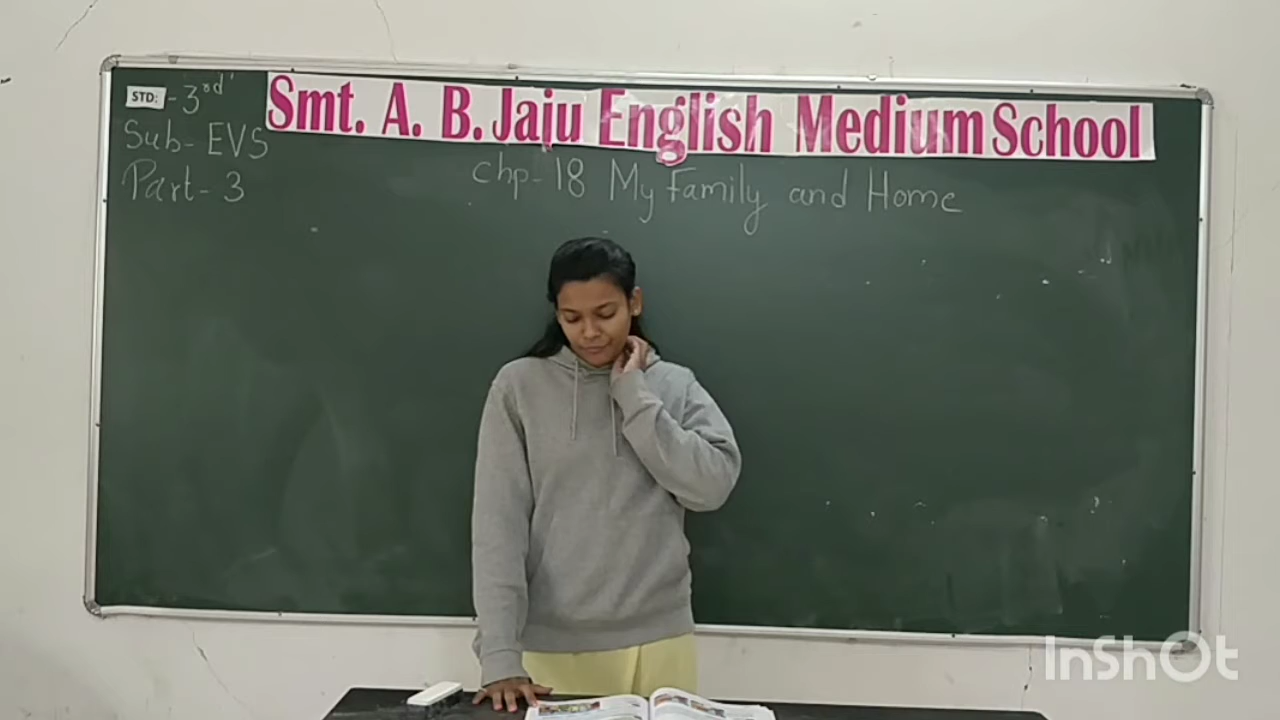 STD: - 3rd
Smt. A. B. Jaju English Medium School
Sub- EVS
Part- 3
Chp- 18 My Family and Home
InShOt